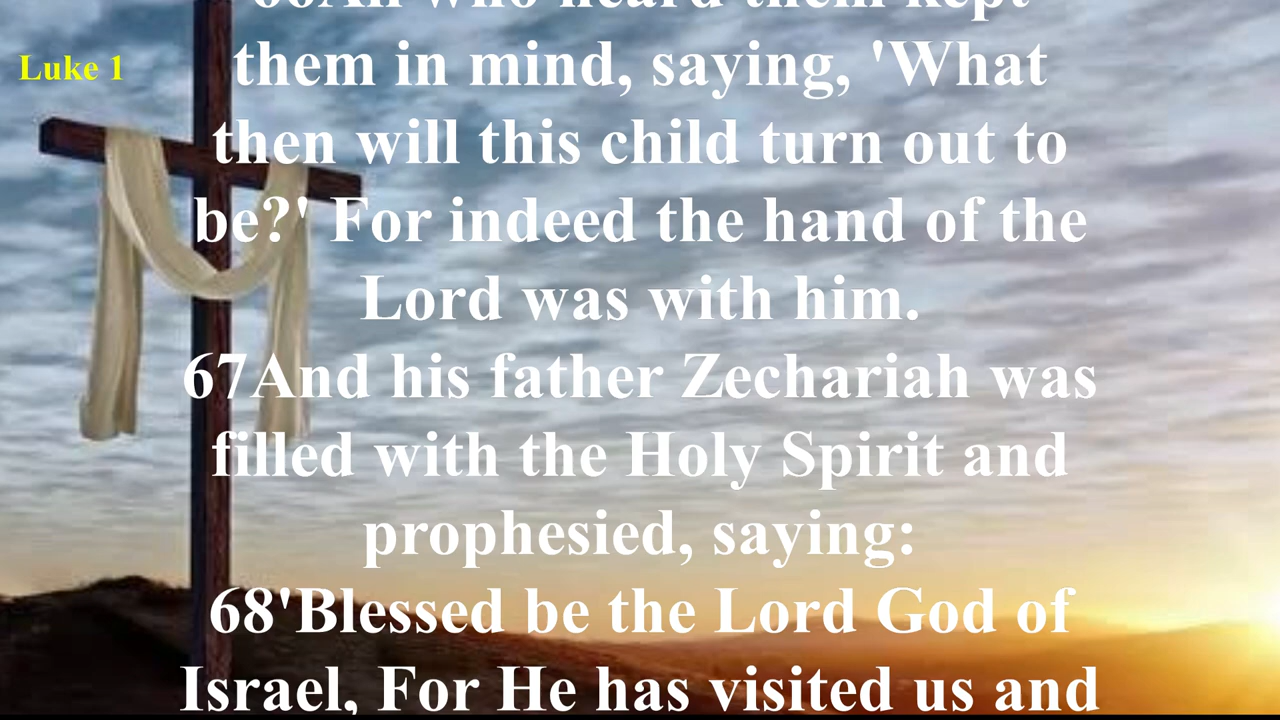 66All who heard them kept
Luke 1
them in mind, saying, 'What
then will this child turn out to
be?' For indeed the hand of the
Lord was with him.
67And his father Zechariah was
filled with the Holy Spirit and
prophesied, saying:
68'Blessed be the Lord God of
Israel, For He has visited us and